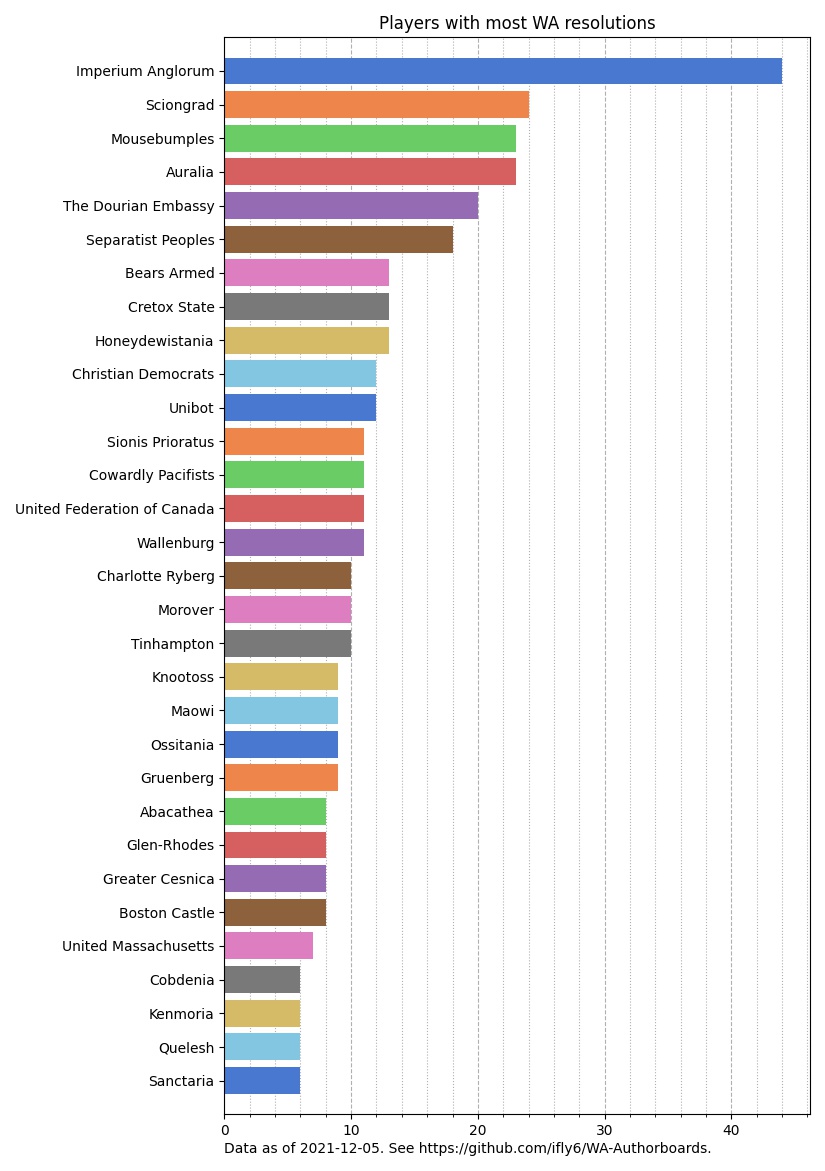 Players with most WA resolutions
Imperium Anglorum
Sciongrad
Mousebumples
Auralia
The Dourian Embassy
Separatist Peoples
Bears Armed
Cretox State
Honeydewistania
Christian Democrats
Unibot
Sionis Prioratus
Cowardly Pacifists
United Federation of Canada
Wallenburg
Charlotte Ryberg
Morover
Tinhampton
Knootoss
Maowi
Ossitania
Gruenberg
Abacathea
Glen-Rhodes
Greater Cesnica
Boston Castle
United Massachusetts
Cobdenia
Kenmoria
Quelesh
Sanctaria
0 10 20 30 40
Data as of 2021-12-05. See https://github.com/ifly6/WA-Authorboards.